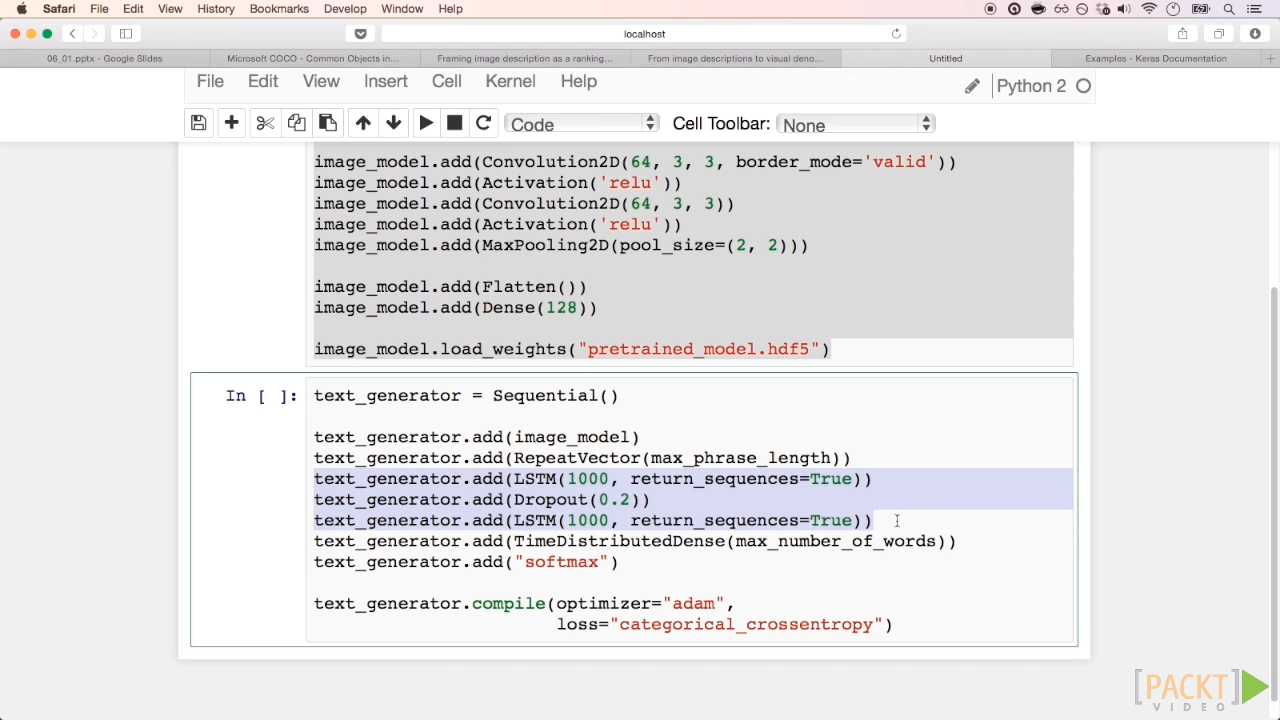 Safari File Edit View History Bookmarks Develop Window Help
localhost
06_01.pptx - Google Slides Microsoft COCO - Common Objects in... Framing image description as a ranking... From image descriptions to visual deno... Untitled Examples - Keras Documentation
File Edit View Insert Cell Kernel Help Python 2
Code Cell Toolbar: None
image_model.add(Convolution2D(64, 3, 3, border_mode='valid'))
image_model.add(Activation('relu'))
image_model.add(Convolution2D(64, 3, 3))
image_model.add(Activation('relu'))
image_model.add(MaxPooling2D(pool_size=(2, 2)))
image_model.add(Flatten())
image_model.add(Dense(128))
image_model.load_weights("pretrained_model.hdf5")
In [ ]: text_generator = Sequential()
text_generator.add(image_model)
text_generator.add(RepeatVector(max_phrase_length))
text_generator.add(LSTM(1000, return_sequences=True))
text_generator.add(Dropout(0.2))
text_generator.add(LSTM(1000, return_sequences=True))
text_generator.add(TimeDistributedDense(max_number_of_words))
text_generator.add("softmax")
text_generator.compile(optimizer="adam",
loss="categorical_crossentropy")
[PACKT]
VIDEO